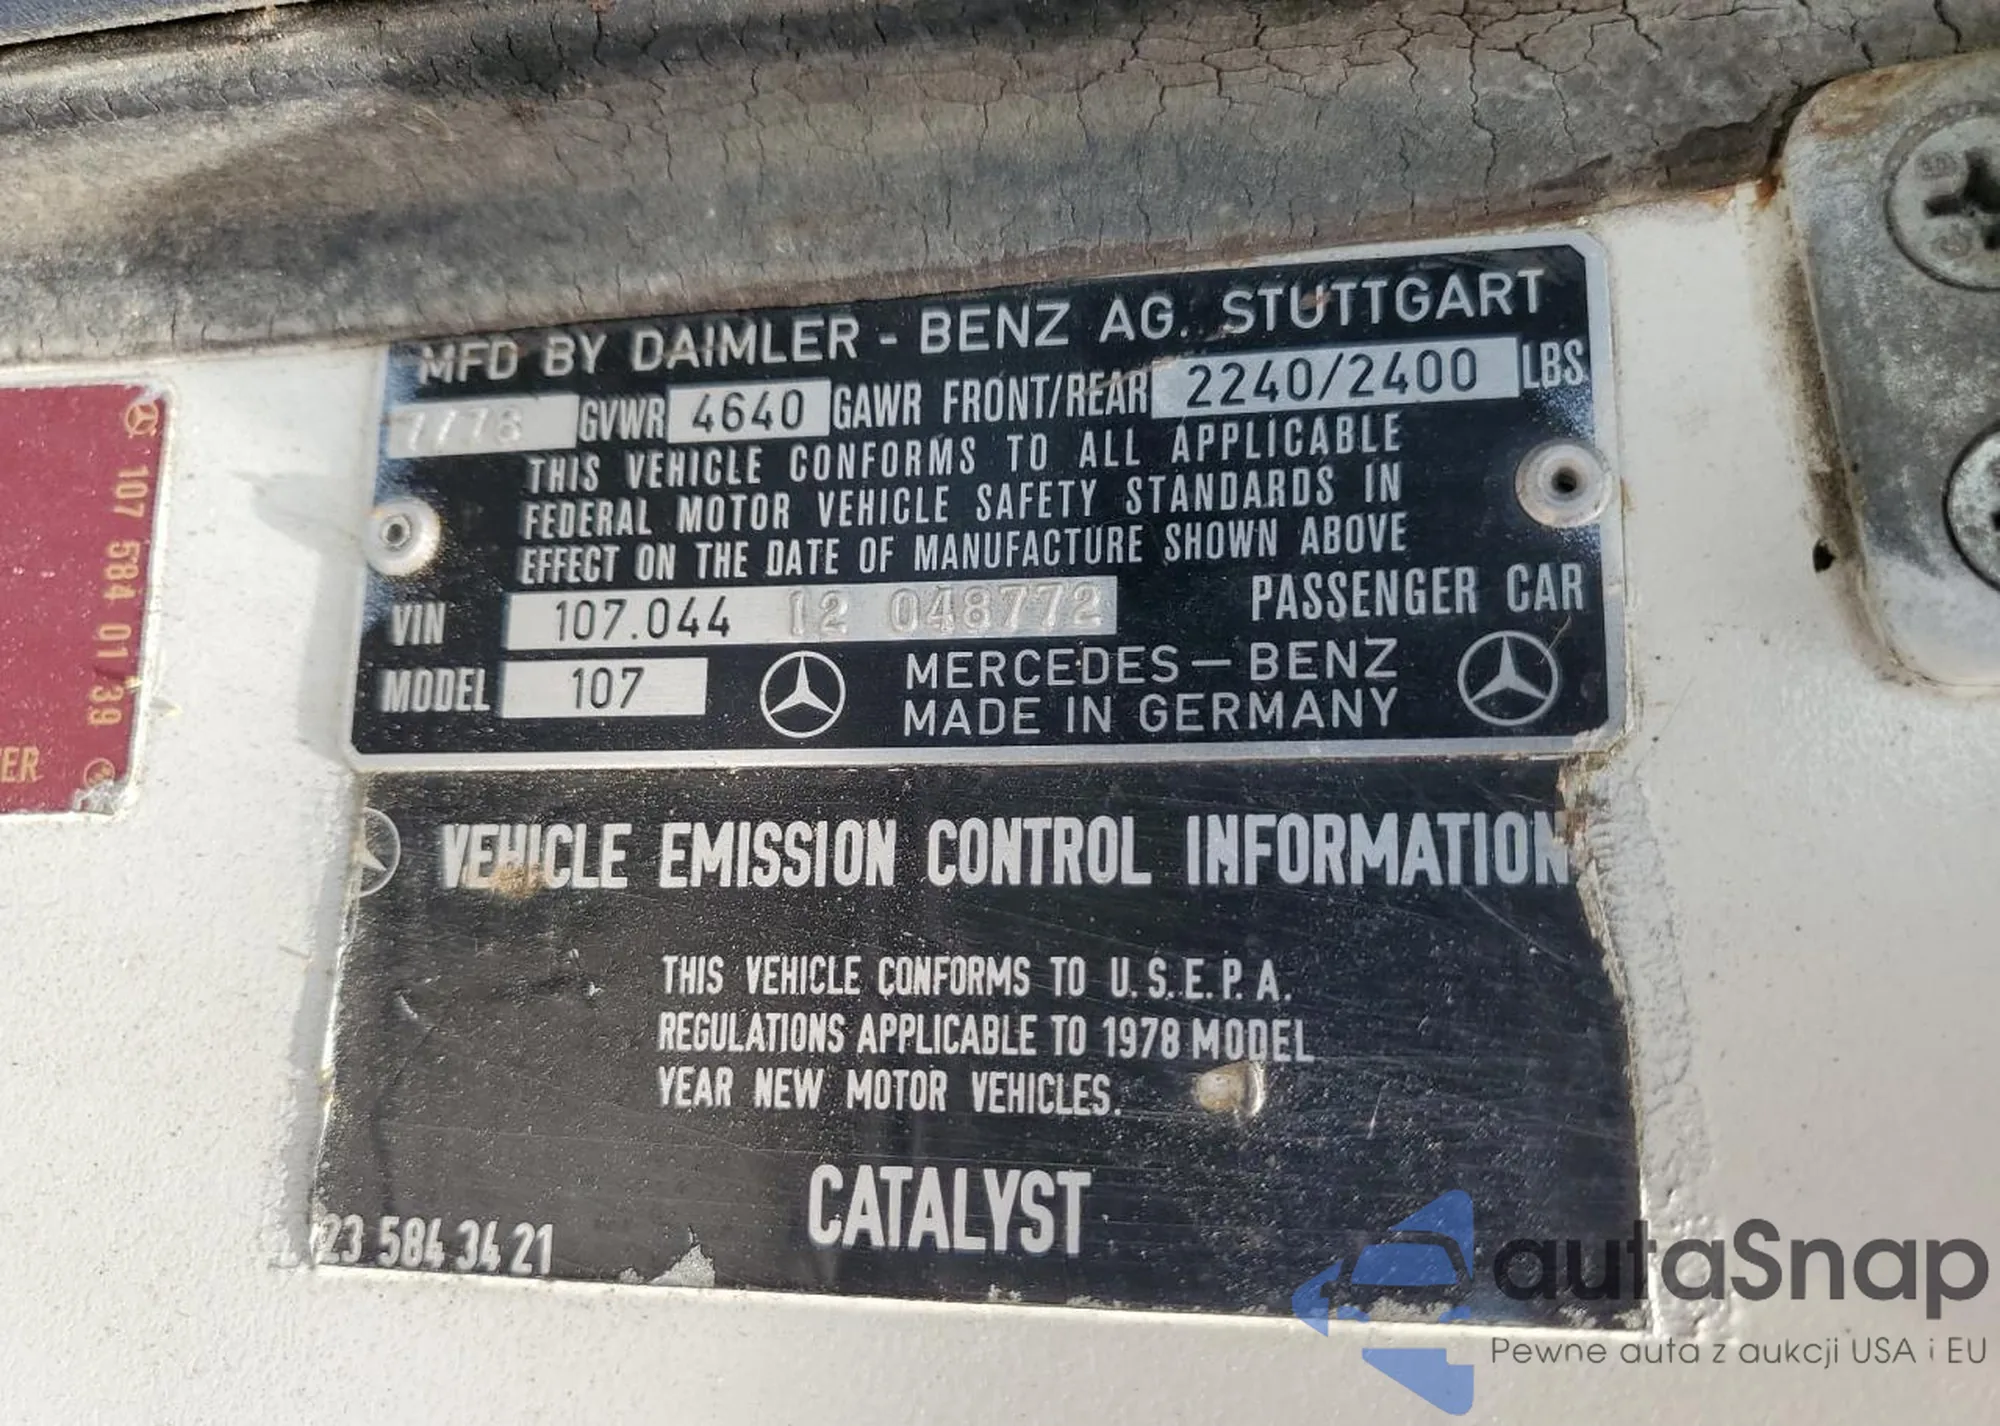 MFD BY DAIMLER - BENZ AG. STUTTGART
7/78 GVWR 4640 GAWR FRONT/REAR 2240/2400 LBS
THIS VEHICLE CONFORMS TO ALL APPLICABLE
FEDERAL MOTOR VEHICLE SAFETY STANDARDS IN
EFFECT ON THE DATE OF MANUFACTURE SHOWN ABOVE
VIN 107.044 12 048772 PASSENGER CAR
MODEL 107 MERCEDES-BENZ
MADE IN GERMANY
107 584 01 39
ER
VEHICLE EMISSION CONTROL INFORMATION
THIS VEHICLE CONFORMS TO U.S.E.P.A.
REGULATIONS APPLICABLE TO 1978 MODEL
YEAR NEW MOTOR VEHICLES.
CATALYST
23 584 34 21
autaSnap
Pewne auta z aukcji USA i EU